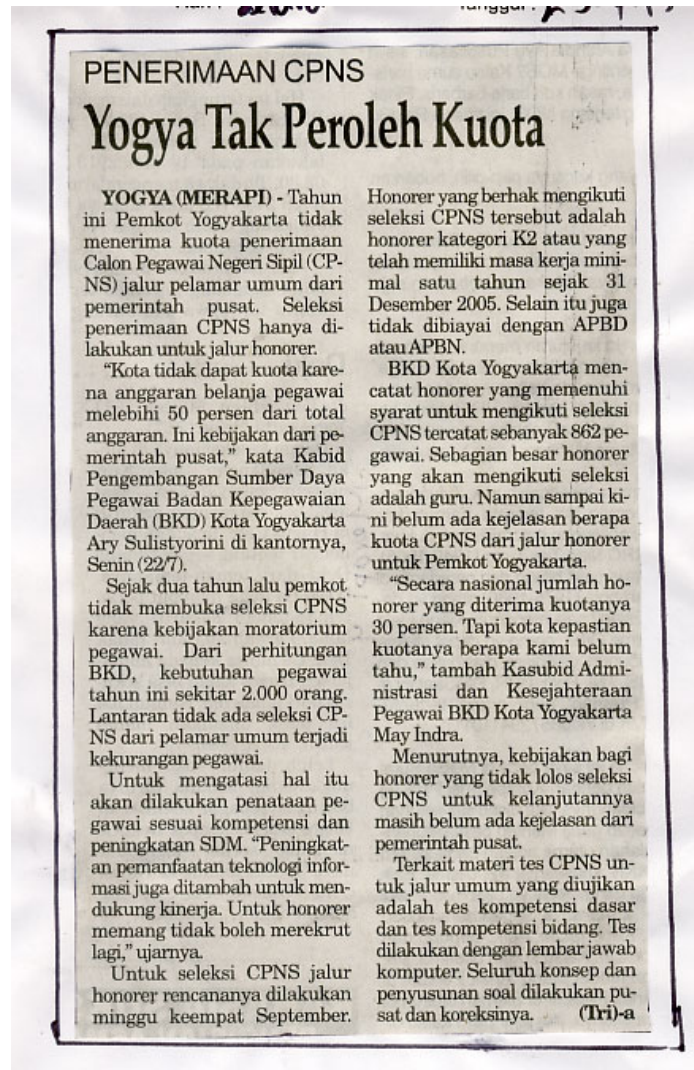 PENERIMAAN CPNS
Yogya Tak Peroleh Kuota
YOGYA (MERAPI) - Tahun
ini Pemkot Yogyakarta tidak
menerima kuota penerimaan
Calon Pegawai Negeri Sipil (CP-
NS) jalur pelamar umum dari
pemerintah pusat. Seleksi
penerimaan CPNS hanya di-
lakukan untuk jalur honorer.
“Kota tidak dapat kuota kare-
na anggaran belanja pegawai
melebihi 50 persen dari total
anggaran. Ini kebijakan dari pe-
merintah pusat,” kata Kabid
Pengembangan Sumber Daya
Pegawai Badan Kepegawaian
Daerah (BKD) Kota Yogyakarta
Ary Sulistyorini di kantornya,
Senin (22/7).
Sejak dua tahun lalu pemkot
tidak membuka seleksi CPNS
karena kebijakan moratorium
pegawai. Dari perhitungan
BKD, kebutuhan pegawai
tahun ini sekitar 2.000 orang.
Lantaran tidak ada seleksi CP-
NS dari pelamar umum terjadi
kekurangan pegawai.
Untuk mengatasi hal itu
akan dilakukan penataan pe-
gawai sesuai kompetensi dan
peningkatan SDM. “Peningkat-
an pemanfaatan teknologi infor-
masi juga ditambah untuk men-
dukung kinerja. Untuk honorer
memang tidak boleh merekrut
lagi,” ujarnya.
Untuk seleksi CPNS jalur
honorer rencananya dilakukan
minggu keempat September.
Honorer yang berhak mengikuti
seleksi CPNS tersebut adalah
honorer kategori K2 atau yang
telah memiliki masa kerja mini-
mal satu tahun sejak 31
Desember 2005. Selain itu juga
tidak dibiayai dengan APBD
atau APBN.
BKD Kota Yogyakarta men-
catat honorer yang memenuhi
syarat untuk mengikuti seleksi
CPNS tercatat sebanyak 862 pe-
gawai. Sebagian besar honorer
yang akan mengikuti seleksi
adalah guru. Namun sampai ki-
ni belum ada kejelasan berapa
kuota CPNS dari jalur honorer
untuk Pemkot Yogyakarta.
“Secara nasional jumlah ho-
norer yang diterima kuotanya
30 persen. Tapi kota kepastian
kuotanya berapa kami belum
tahu,” tambah Kasubid Admi-
nistrasi dan Kesejahteraan
Pegawai BKD Kota Yogyakarta
May Indra.
Menurutnya, kebijakan bagi
honorer yang tidak lolos seleksi
CPNS untuk kelanjutannya
masih belum ada kejelasan dari
pemerintah pusat.
Terkait materi tes CPNS un-
tuk jalur umum yang diujikan
adalah tes kompetensi dasar
dan tes kompetensi bidang. Tes
dilakukan dengan lembar jawab
komputer. Seluruh konsep dan
penyusunan soal dilakukan pu-
sat dan koreksinya. (Tri)-a